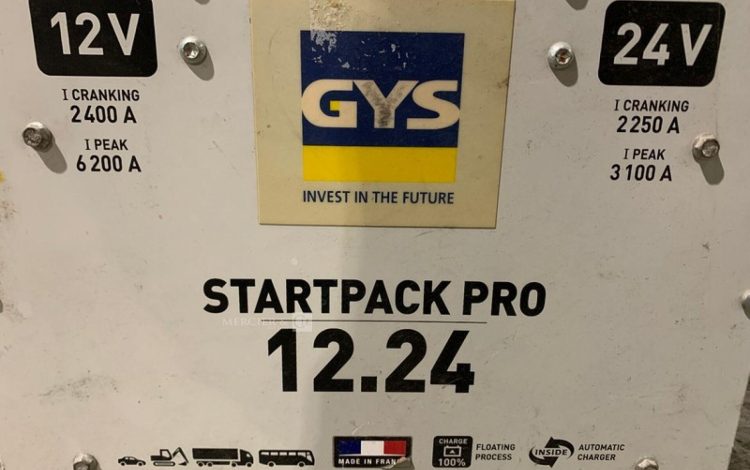 12V
I CRANKING
2400 A
I PEAK
6200 A
GYS
INVEST IN THE FUTURE
24V
I CRANKING
2250 A
I PEAK
3100 A
STARTPACK PRO
12.24
MADE IN FRANCE
CHARGE
100%
FLOATING
PROCESS
INSIDE
AUTOMATIC
CHARGER